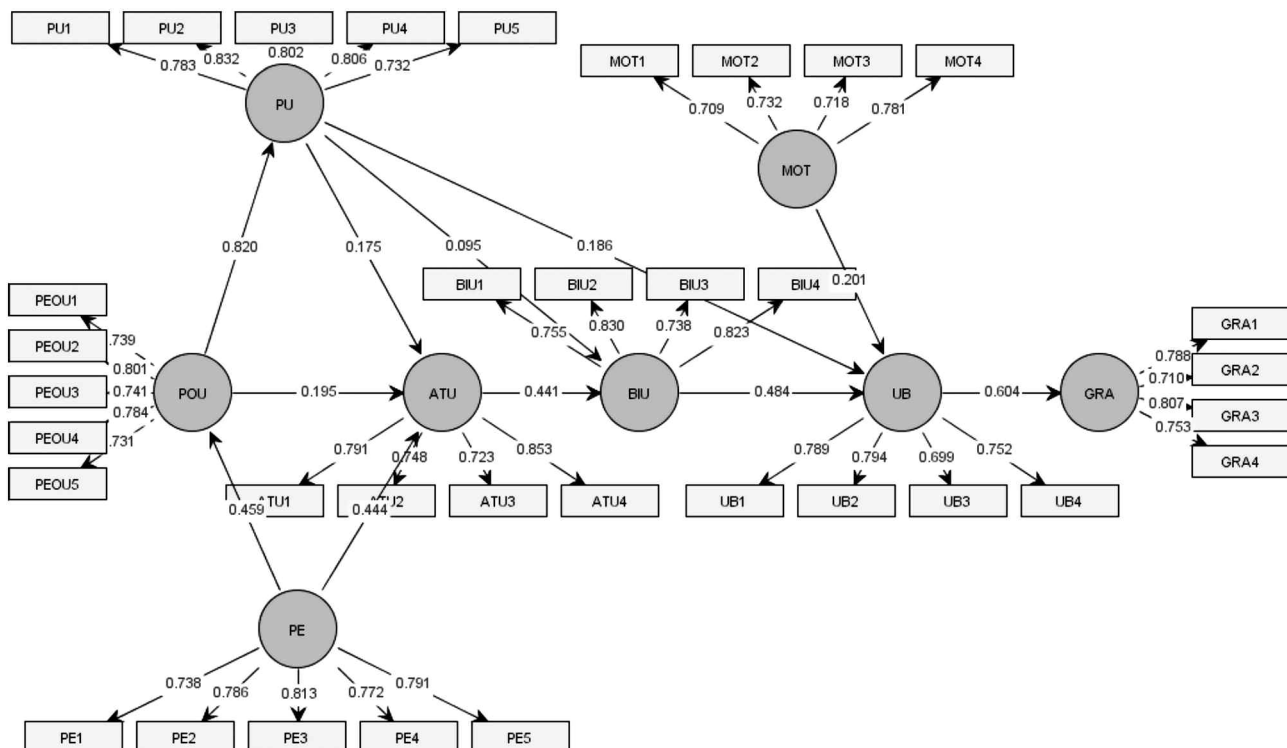 PU1 PU2 PU3 PU4 PU5
0.783 0.832 0.802 0.806 0.732
PU
MOT1 MOT2 MOT3 MOT4
0.709 0.732 0.718 0.781
MOT
0.820 0.175 0.095 0.186 0.201
BIU1 BIU2 BIU3 BIU4
0.755 0.830 0.738 0.823
PEOU1
PEOU2
PEOU3
PEOU4
PEOU5
.739
0.801
0.741
0.784
.731
POU 0.195 ATU 0.441 BIU 0.484 UB 0.604 GRA
0.788
0.710
0.807
0.753
GRA1
GRA2
GRA3
GRA4
0.791 0.748 0.723 0.853
ATU1 ATU2 ATU3 ATU4
0.789 0.794 0.699 0.752
UB1 UB2 UB3 UB4
0.459 0.444
PE
0.738 0.786 0.813 0.772 0.791
PE1 PE2 PE3 PE4 PE5